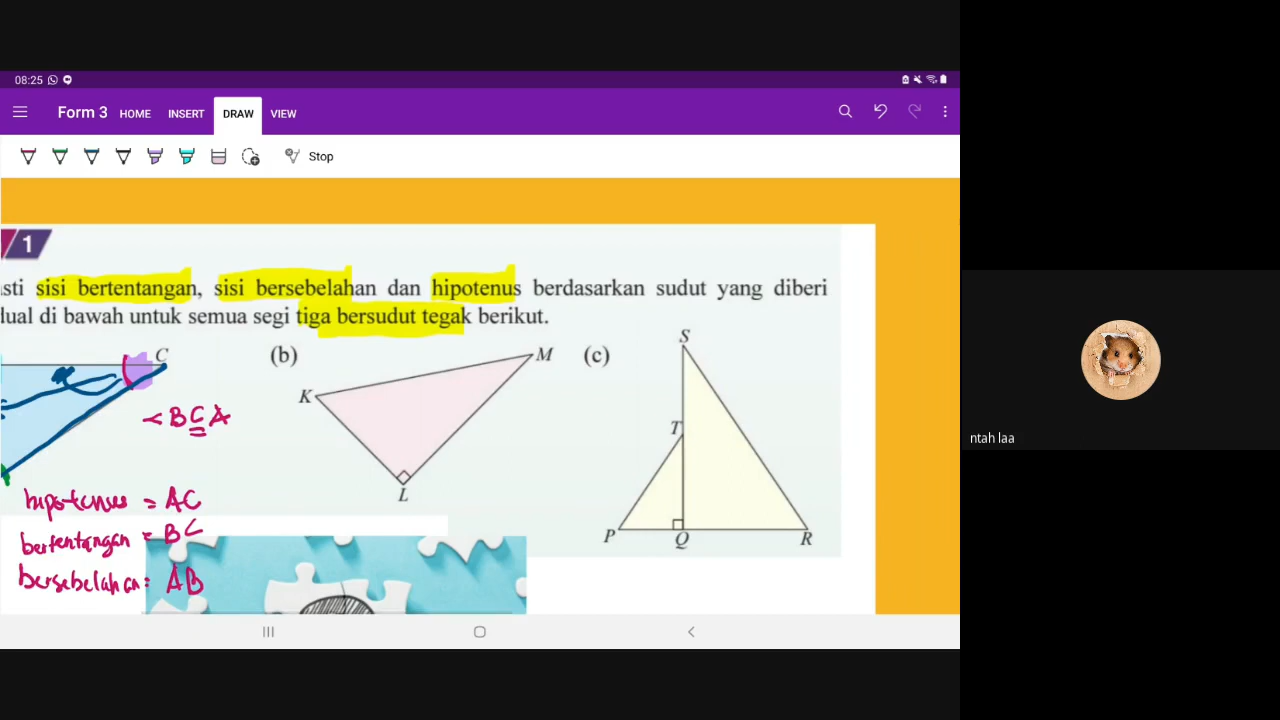 08:25
Form 3 HOME INSERT DRAW VIEW
Stop
1
sti sisi bertentangan, sisi bersebelahan dan hipotenus berdasarkan sudut yang diberi
dual di bawah untuk semua segi tiga bersudut tegak berikut.
C
(b)
K
M
L
(c)
S
T
P
Q
R
< BCA
hipotenus = AC
bertentangan = BC
bersebelahan = AB
ntah laa